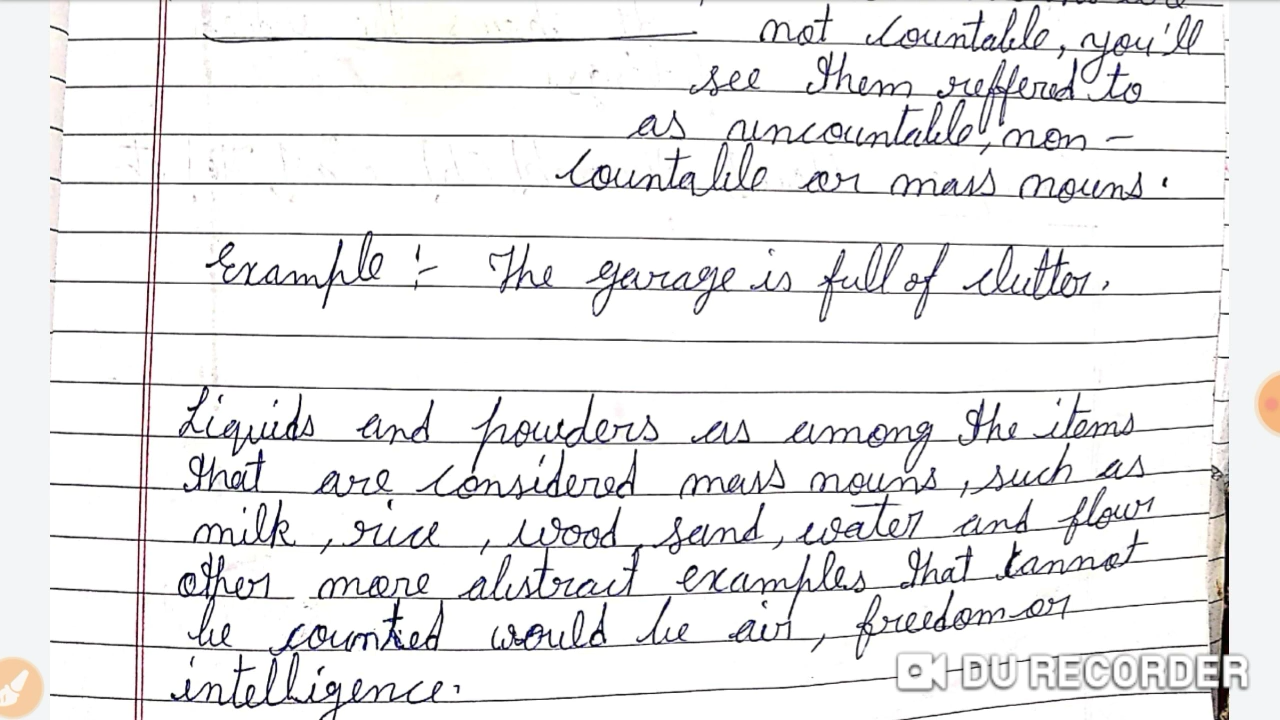 not countable, you'll
see them reffered to
as uncountable, non-
countable or mass nouns.
Example :- The garage is full of clutter.
Liquids and powders as among the items
that are considered mass nouns, such as
milk, rice, wood, sand, water and flour
other more abstract examples that cannot
be counted would be air, freedom or
intelligence.
DU RECORDER